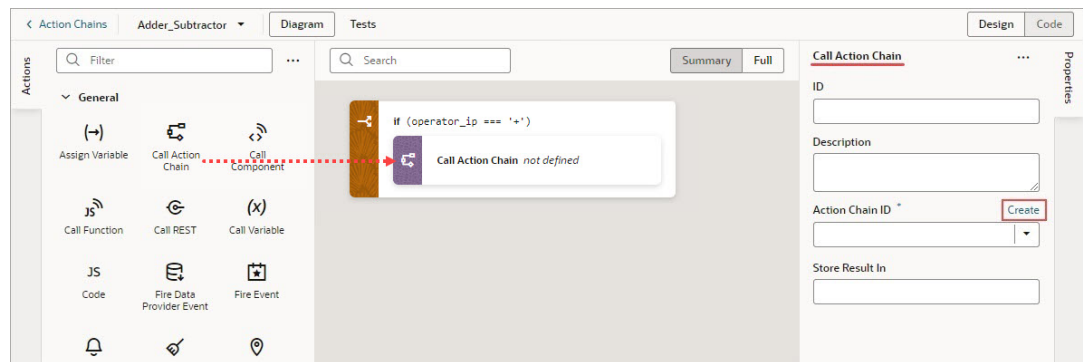 Action Chains
Adder_Subtractor
Diagram
Tests
Design
Code
Actions
Filter
General
Assign Variable
Call Action
Chain
Call
Component
JS
Call Function
Call REST
(x)
Call Variable
JS
Code
Fire Data
Provider Event
Fire Event
Search
Summary
Full
if (operator_ip === '+')
Call Action Chain not defined
Call Action Chain
ID
Description
Action Chain ID *
Create
Store Result In
Properties